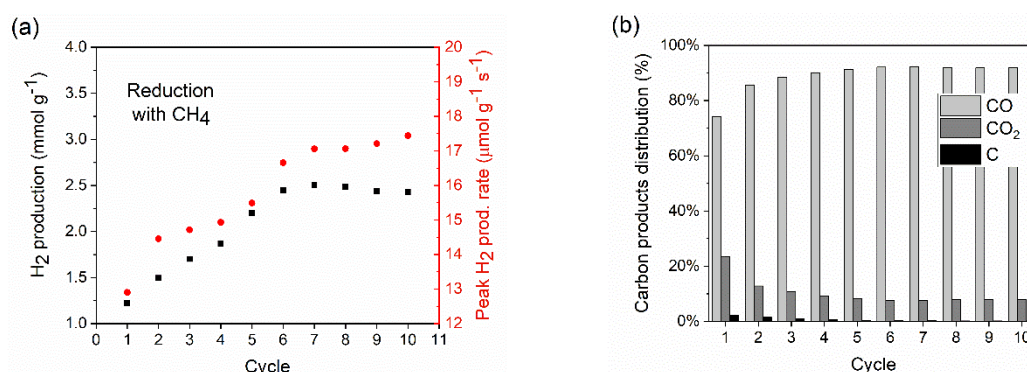 (a)
H₂ production (mmol g⁻¹)
4.0
3.5
3.0
2.5
2.0
1.5
1.0
Reduction
with CH₄
20
19
18
17
16
15
14
13
12
Peak H₂ prod. rate (μmol g⁻¹ s⁻¹)
0 1 2 3 4 5 6 7 8 9 10 11
Cycle
(b)
Carbon products distribution (%)
100%
80%
60%
40%
20%
0%
CO
CO₂
C
1 2 3 4 5 6 7 8 9 10
Cycle